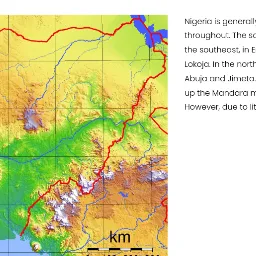 Nigeria is generally
throughout. The so
the southeast, in E
Lokoja. In the nort
Abuja and Jimeta.
up the Mandara m
However, due to lit
km